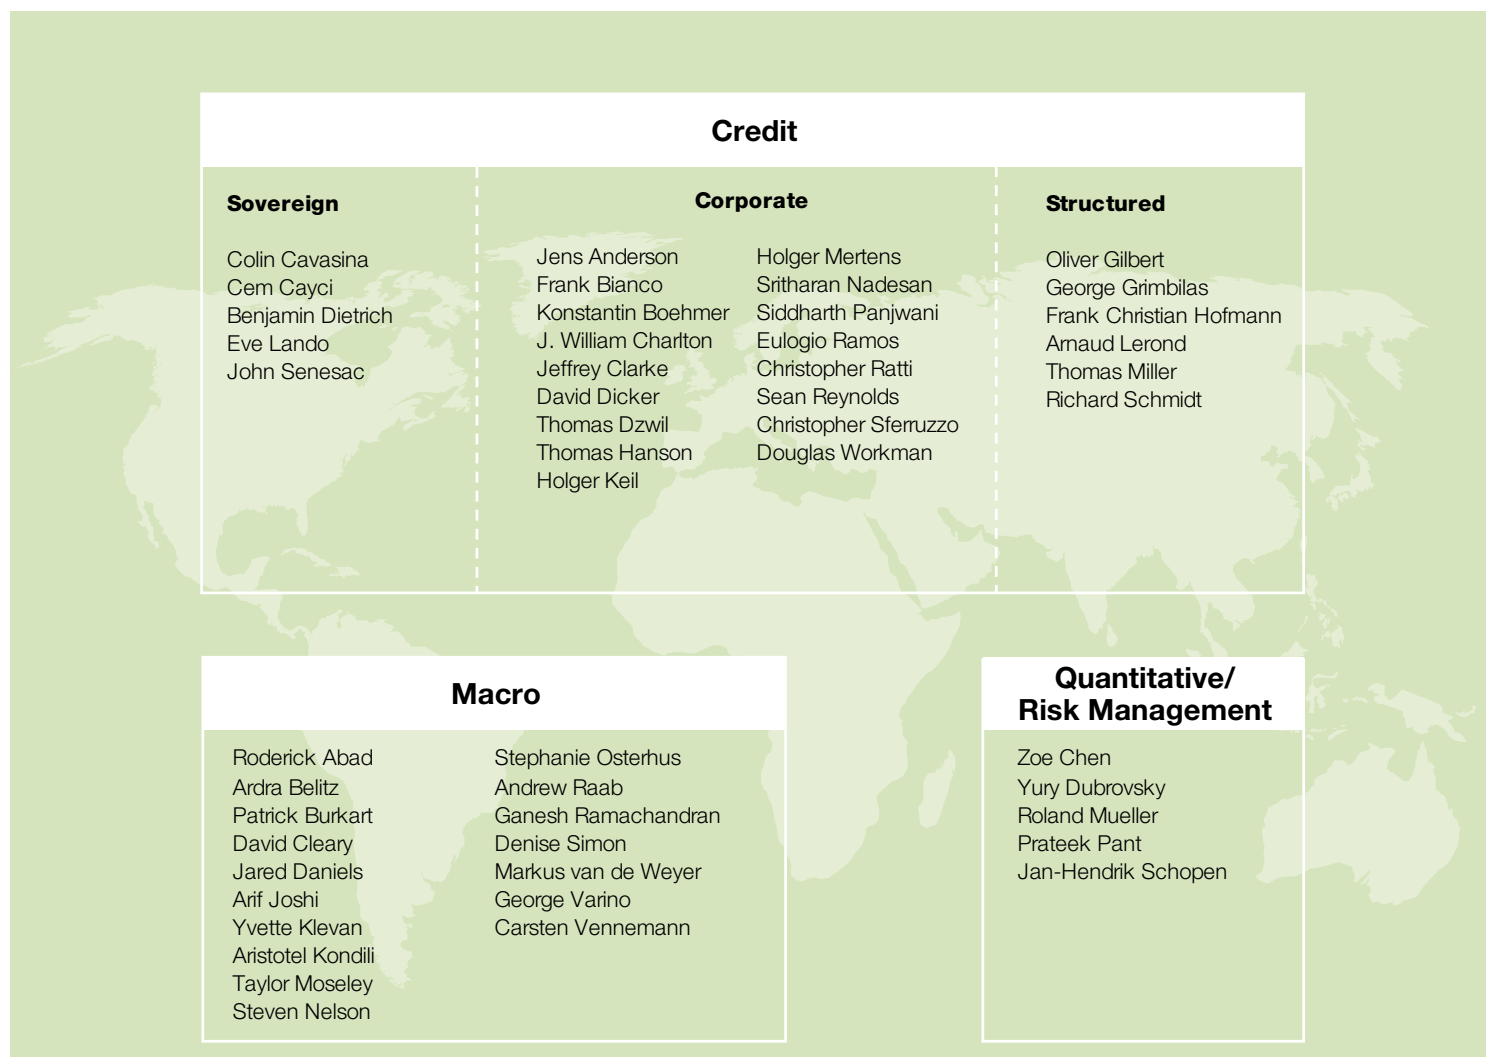 Credit
Sovereign
Colin Cavasina
Cem Cayci
Benjamin Dietrich
Eve Lando
John Senesac
Corporate
Jens Anderson
Frank Bianco
Konstantin Boehmer
J. William Charlton
Jeffrey Clarke
David Dicker
Thomas Dzwil
Thomas Hanson
Holger Keil
Holger Mertens
Sritharan Nadesan
Siddharth Panjwani
Eulogio Ramos
Christopher Ratti
Sean Reynolds
Christopher Sferruzzo
Douglas Workman
Structured
Oliver Gilbert
George Grimbilas
Frank Christian Hofmann
Arnaud Lerond
Thomas Miller
Richard Schmidt
Macro
Roderick Abad
Ardra Belitz
Patrick Burkart
David Cleary
Jared Daniels
Arif Joshi
Yvette Klevan
Aristotel Kondili
Taylor Moseley
Steven Nelson
Stephanie Osterhus
Andrew Raab
Ganesh Ramachandran
Denise Simon
Markus van de Weyer
George Varino
Carsten Vennemann
Quantitative/
Risk Management
Zoe Chen
Yury Dubrovsky
Roland Mueller
Prateek Pant
Jan-Hendrik Schopen